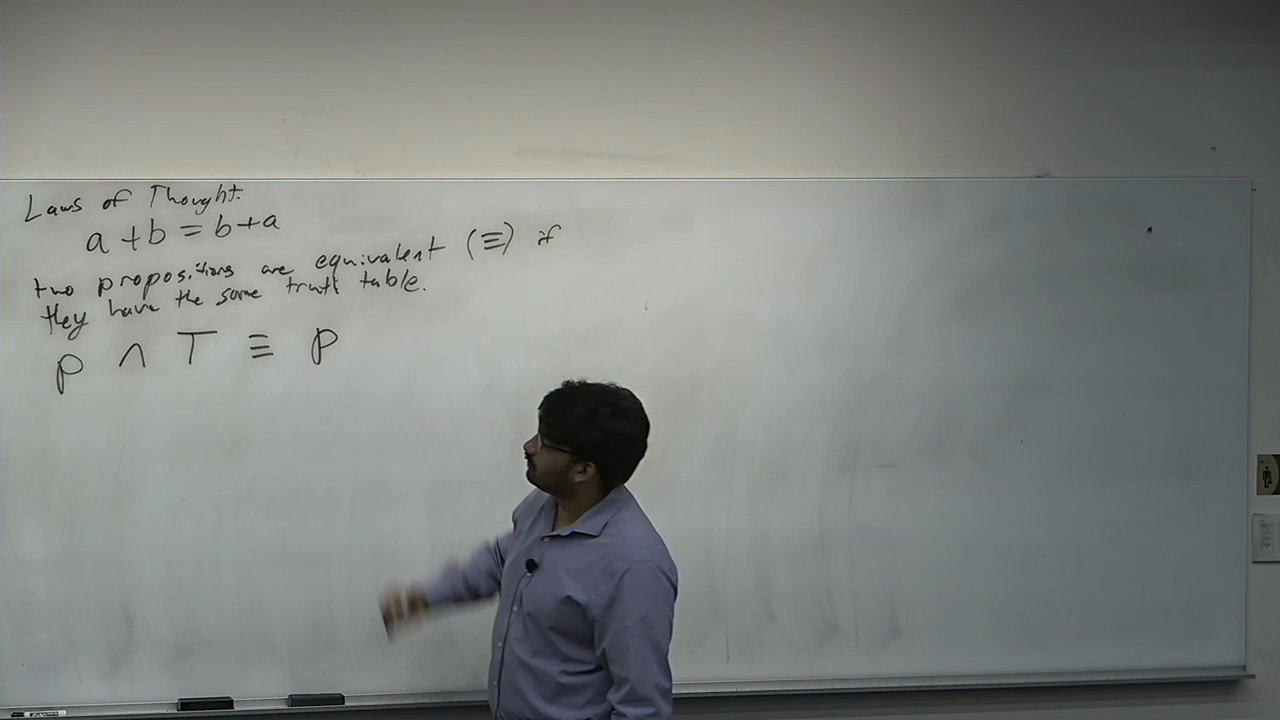 Laws of Thought.
a + b = b + a
two propositions are equivalent (≡) if
they have the same truth table.
p ∧ T ≡ p